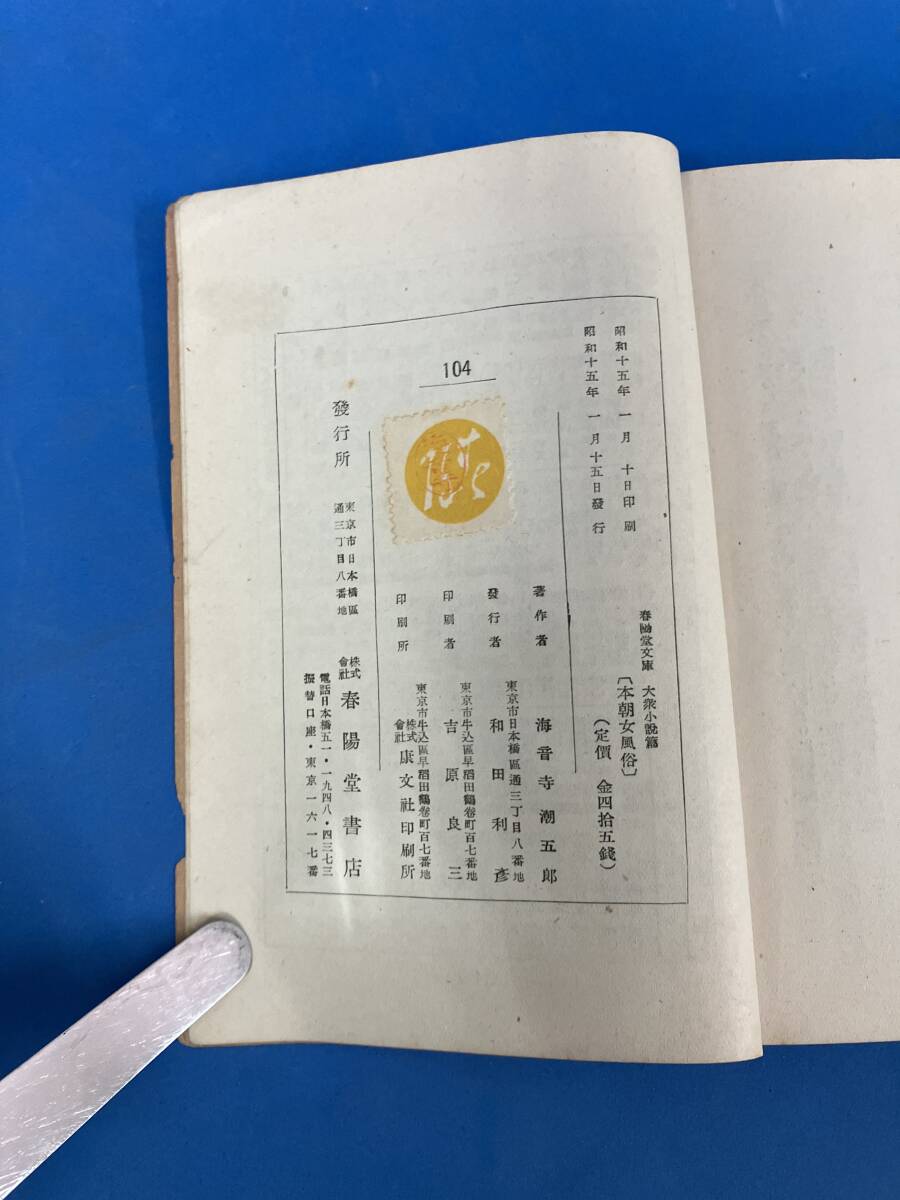 昭和十五年一月十日印刷
昭和十五年一月十五日發行
春陽堂文庫 大衆小説篇
〔本朝女風俗〕
(定價 金四拾五錢)
著作者 海音寺潮五郎
東京市日本橋區通三丁目八番地
發行者 和田利彥
東京市牛込區早稻田鶴卷町百七番地
印刷者 吉原良三
東京市牛込區早稻田鶴卷町百七番地
印刷所 株式會社 康文社印刷所
104
發行所
東京市日本橋區
通三丁目八番地
株式會社 春陽堂書店
電話日本橋五一・一九四八・四三七三
振替口座・東京一六一七番